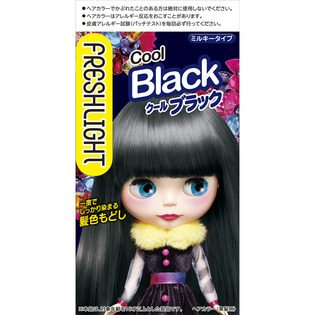 ●ヘアカラーでかぶれたことのある方は絶対に使用しないでください。
●ヘアカラーはアレルギー反応をおこすことがあります。
●皮膚アレルギー試験(パッチテスト)を毎回必ず行ってください。
ミルキータイプ
FRESHLIGHT
Cool
Black
クールブラック
一度で
しっかり染まる
髪色もどし